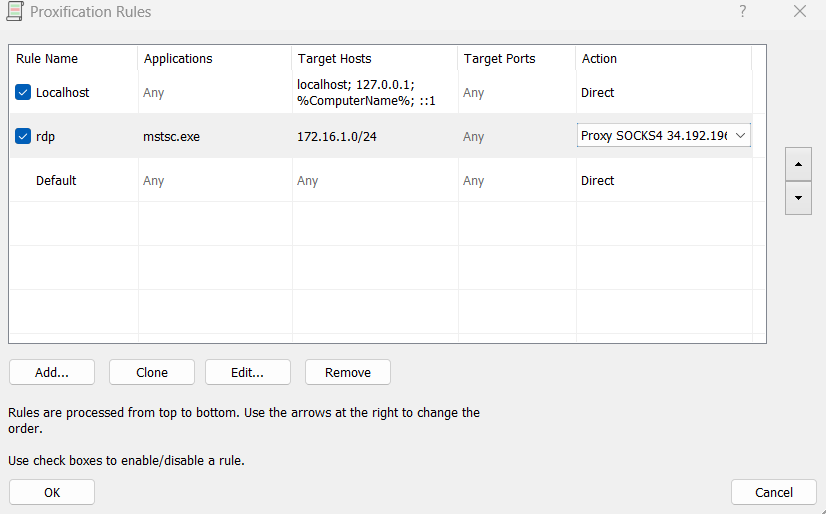 Proxification Rules
?
Rule Name Applications Target Hosts Target Ports Action
Localhost Any localhost; 127.0.0.1; %ComputerName%; ::1 Any Direct
rdp mstsc.exe 172.16.1.0/24 Any Proxy SOCKS4 34.192.196
Default Any Any Any Direct
Add... Clone Edit... Remove
Rules are processed from top to bottom. Use the arrows at the right to change the
order.
Use check boxes to enable/disable a rule.
OK Cancel